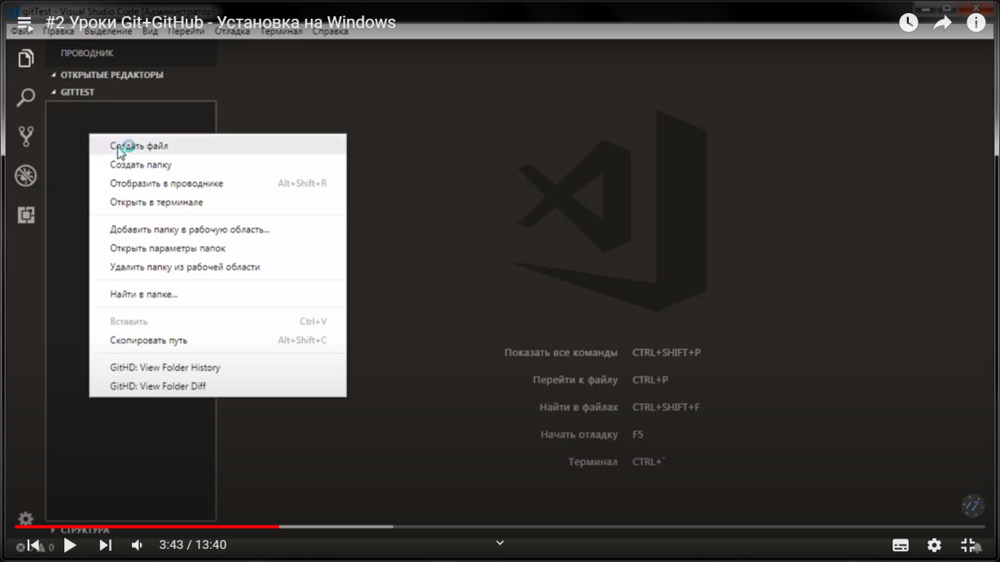 gitTest - Visual Studio Code [Администратор]
#2 Уроки Git+GitHub - Установка на Windows
Файл Правка Выделение Вид Перейти Отладка Терминал Справка
ПРОВОДНИК
ОТКРЫТЫЕ РЕДАКТОРЫ
GITTEST
Создать файл
Создать папку
Отобразить в проводнике Alt+Shift+R
Открыть в терминале
Добавить папку в рабочую область...
Открыть параметры папок
Удалить папку из рабочей области
Найти в папке...
Вставить Ctrl+V
Скопировать путь Alt+Shift+C
GitHD: View Folder History
GitHD: View Folder Diff
Показать все команды CTRL+SHIFT+P
Перейти к файлу CTRL+P
Найти в файлах CTRL+SHIFT+F
Начать отладку F5
Терминал CTRL+`
СТРУКТУРА
0
3:43 / 13:40